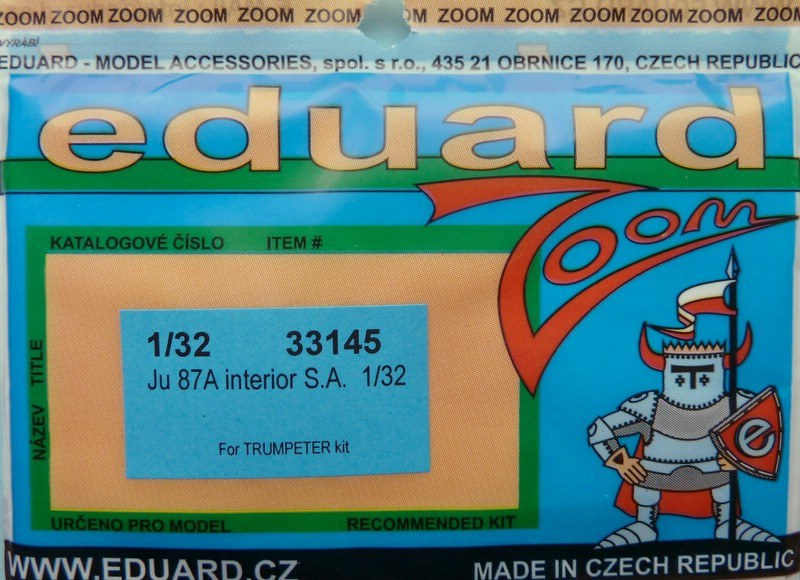 ZOOM ZOOM ZOOM ZOOM ZOOM ZOOM ZOOM ZOOM ZOOM ZOOM ZOOM ZOOM ZOOM
VYRÁBÍ
EDUARD - MODEL ACCESSORIES, spol. s r.o., 435 21 OBRNICE 170, CZECH REPUBLIC
eduard
Zoom
KATALOGOVÉ ČÍSLO ITEM #
NÁZEV TITLE
1/32 33145
Ju 87A interior S.A. 1/32
For TRUMPETER kit
e
URČENO PRO MODEL RECOMMENDED KIT
WWW.EDUARD.CZ MADE IN CZECH REPUBLIC